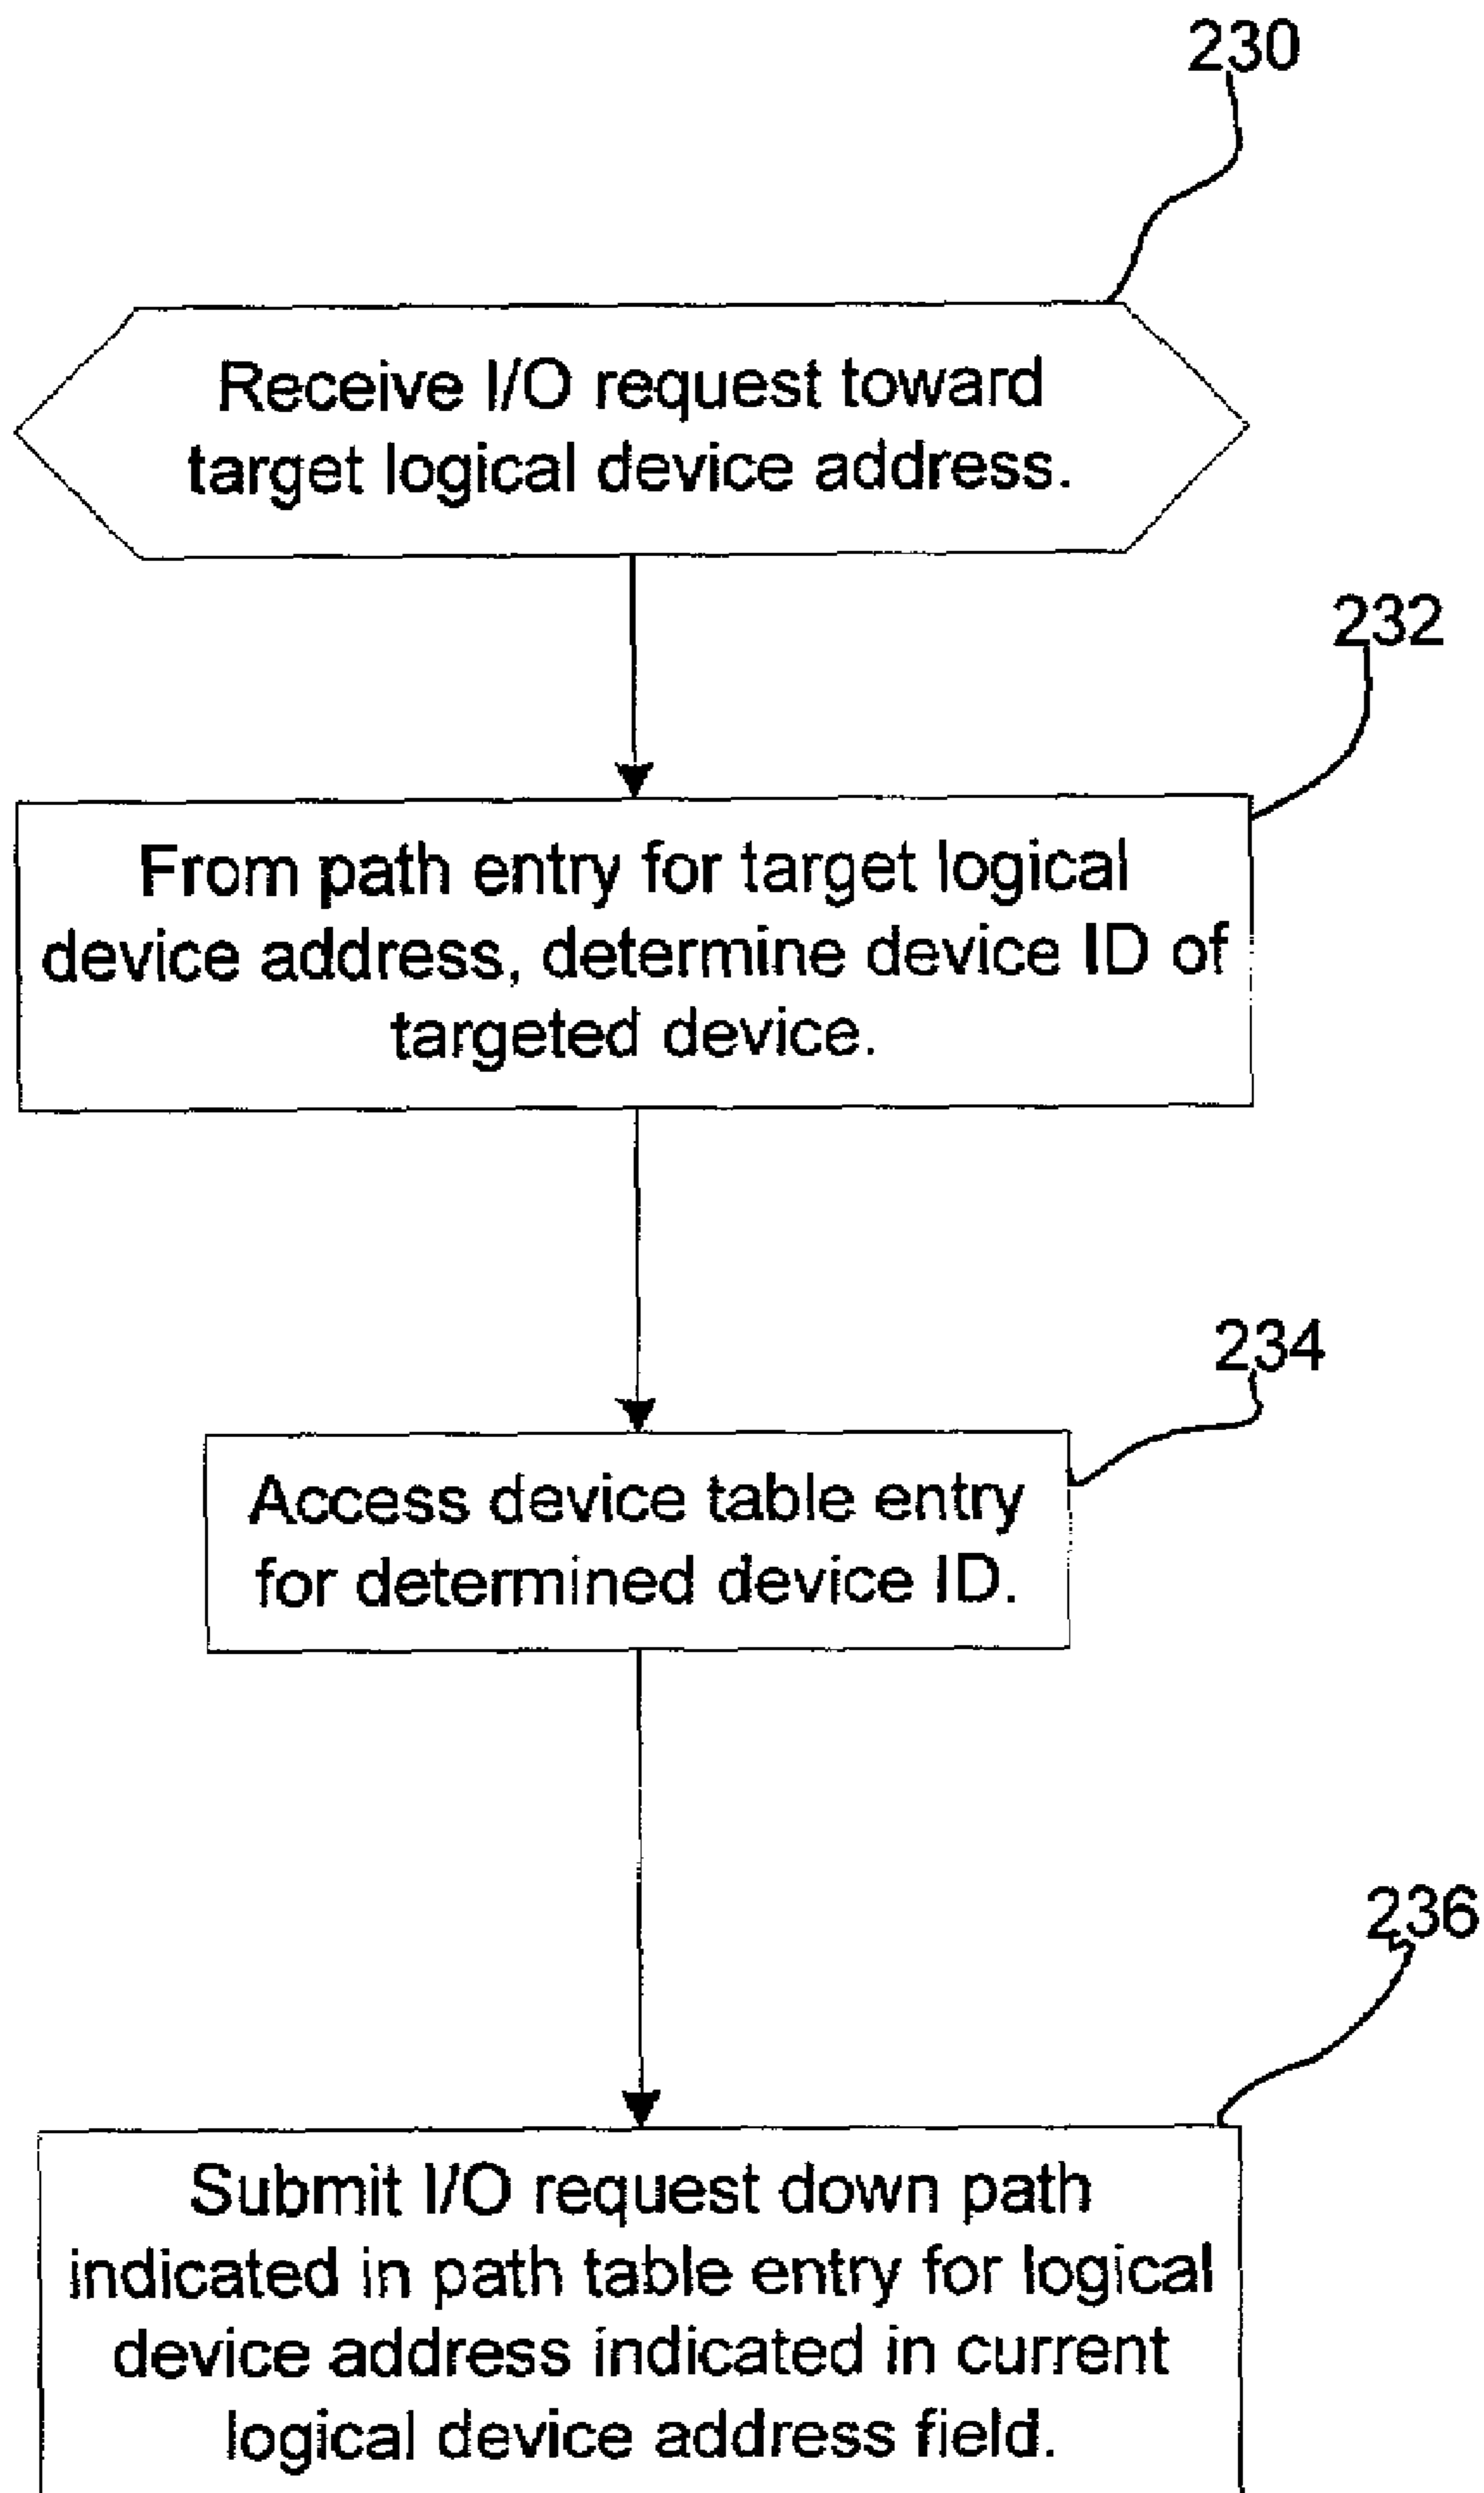 230
Receive I/O request toward
target logical device address.
232
From path entry for target logical
device address, determine device ID of
targeted device.
234
Access device table entry
for determined device ID.
236
Submit I/O request down path
indicated in path table entry for logical
device address indicated in current
logical device address field.